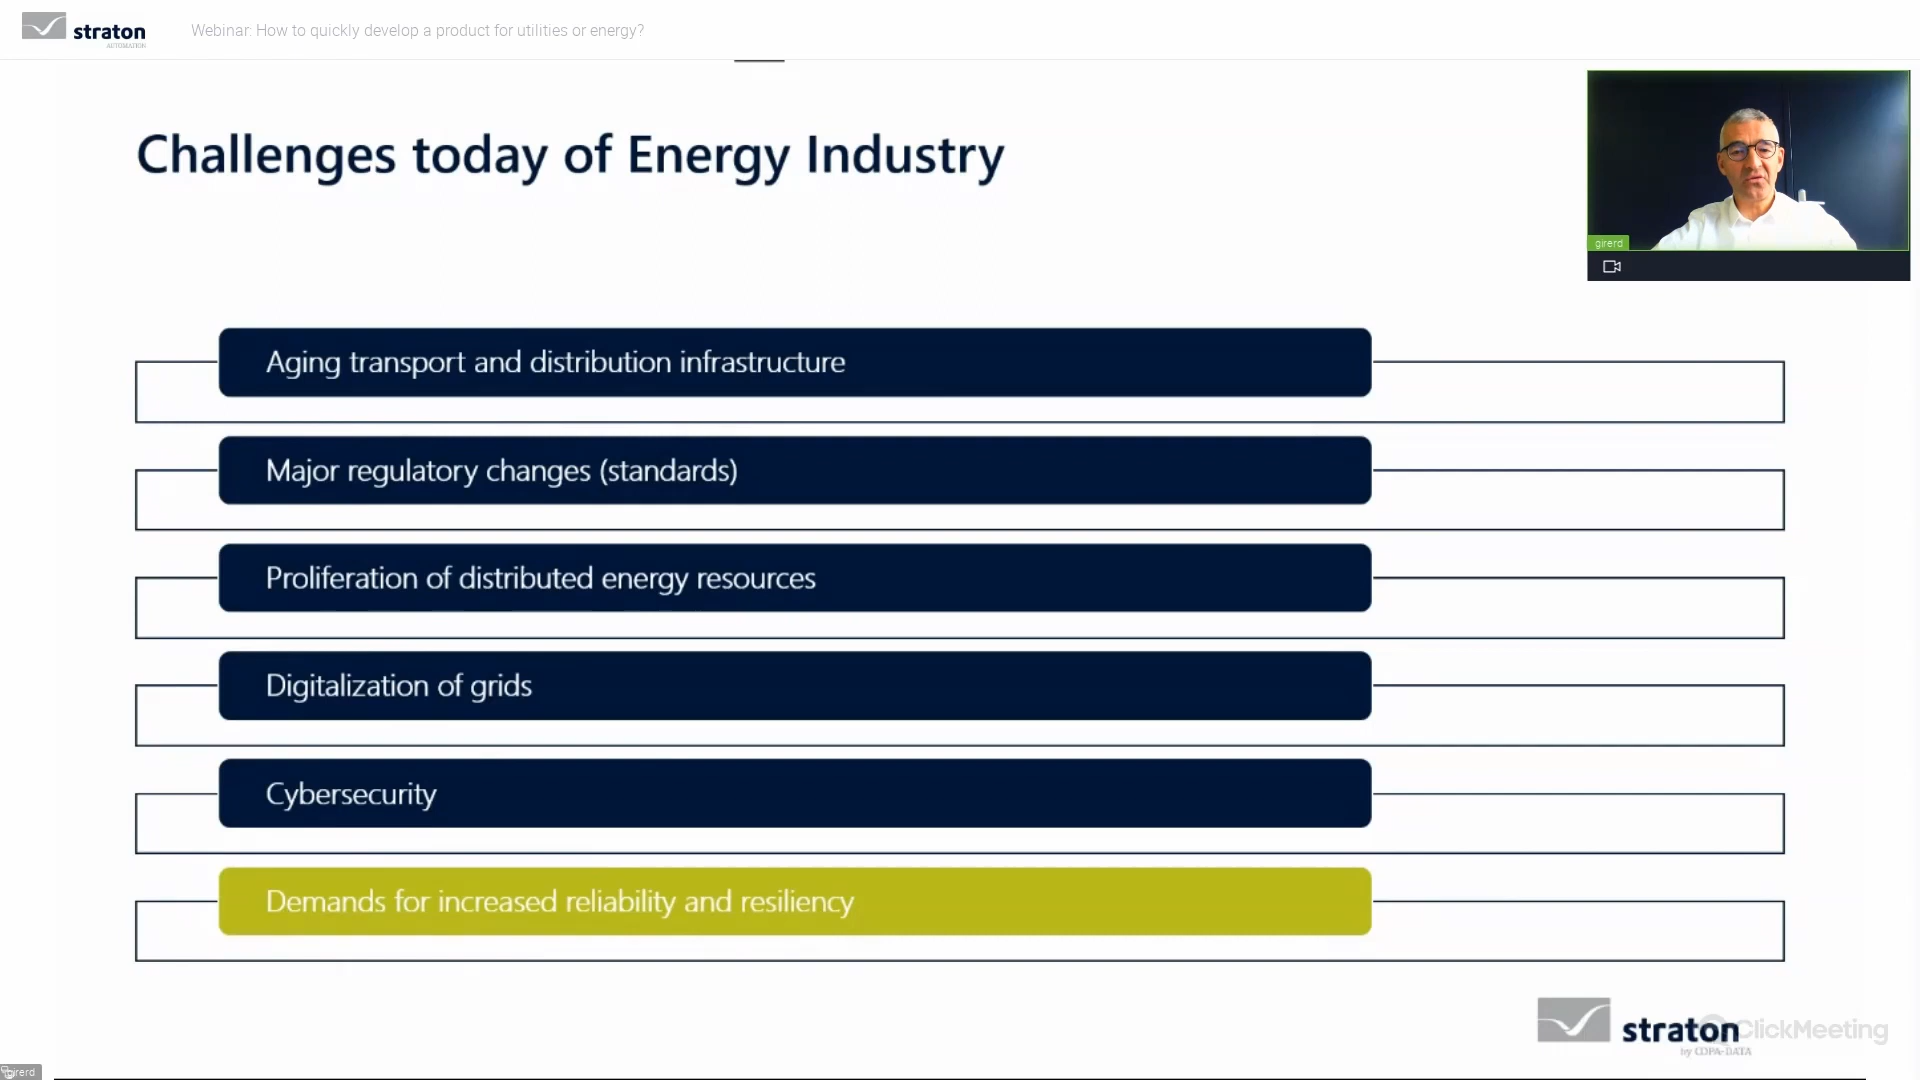 straton
AUTOMATION
Webinar: How to quickly develop a product for utilities or energy?
Challenges today of Energy Industry
girerd
Aging transport and distribution infrastructure
Major regulatory changes (standards)
Proliferation of distributed energy resources
Digitalization of grids
Cybersecurity
Demands for increased reliability and resiliency
straton
by COPA-DATA
ClickMeeting
girerd